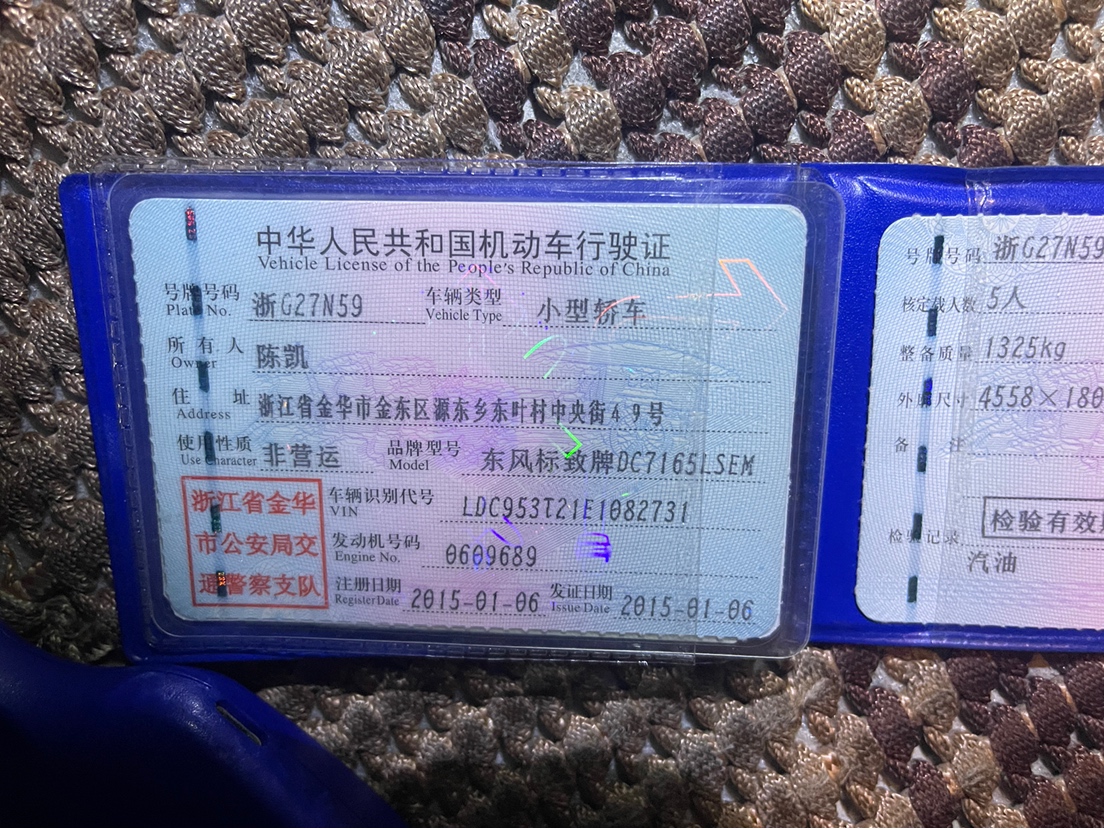 中华人民共和国机动车行驶证
Vehicle License of the People's Republic of China
号牌号码 浙G27N59 车辆类型 小型轿车
Plate No. Vehicle Type
所有人 陈凯
Owner
住址 浙江省金华市金东区源东乡东叶村中央街49号
Address
使用性质 非营运 品牌型号 东风标致牌DC7165LSEM
Use Character Model
浙江省金华
市公安局交
通警察支队
车辆识别代号 LDC953T21E1082731
VIN
发动机号码 0609689
Engine No.
注册日期 2015-01-06 发证日期 2015-01-06
Register Date Issue Date
号牌号码 浙G27N59
核定载人数 5人
整备质量 1325kg
外廓尺寸 4558×180
备注
检验有效
检验记录
汽油